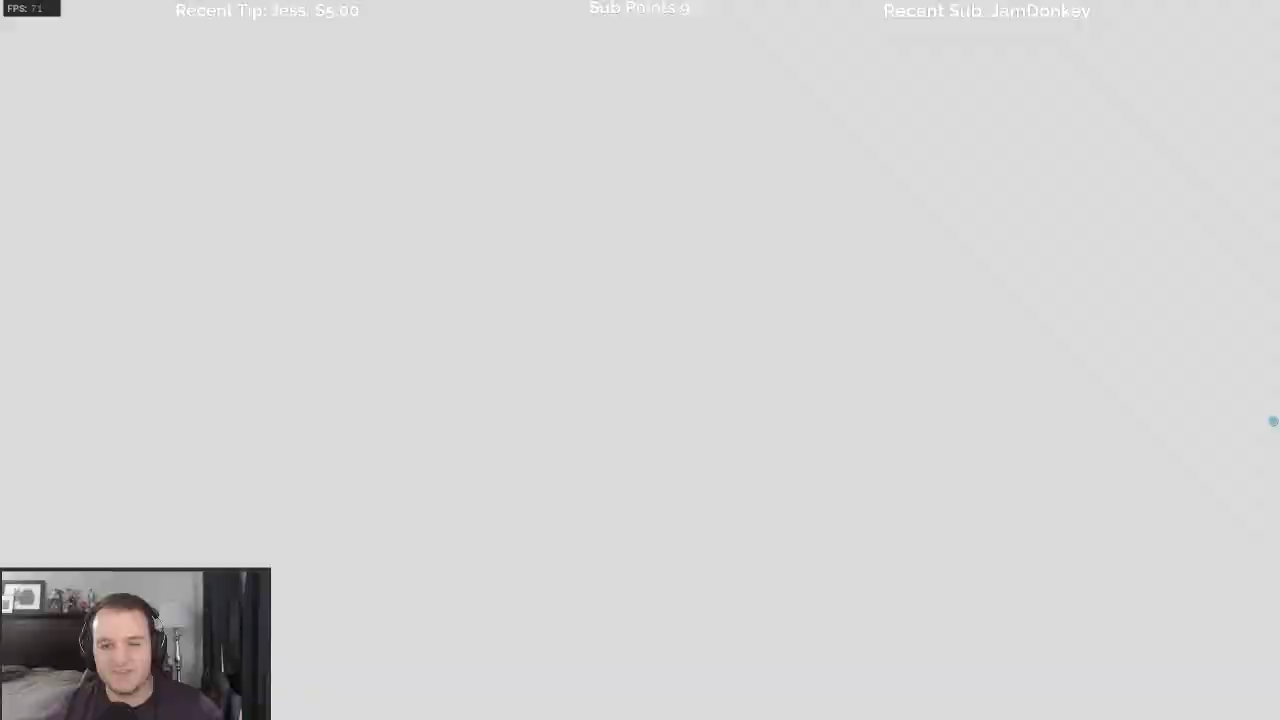 FPS: 71
Recent Tip: Jess, $5.00
Sub Points 9
Recent Sub: JamDonkey